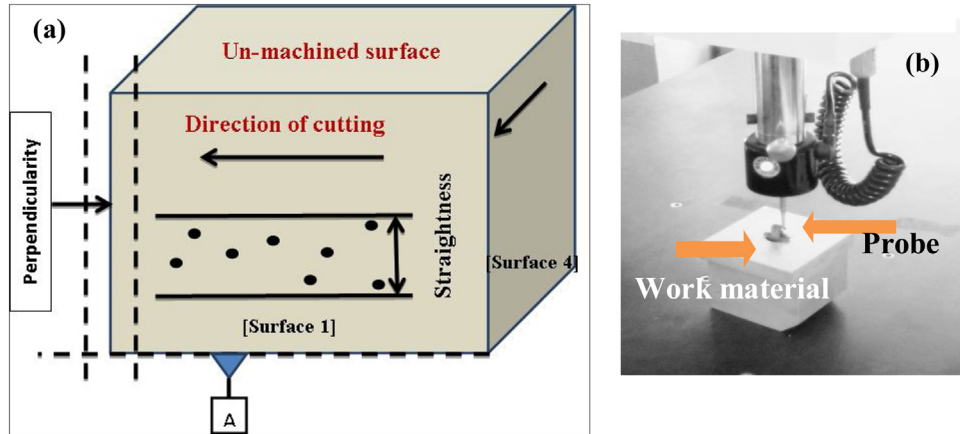 (a)
Un-machined surface
Direction of cutting
Perpendicularity
Straightness
[Surface 4]
[Surface 1]
A
(b)
Probe
Work material